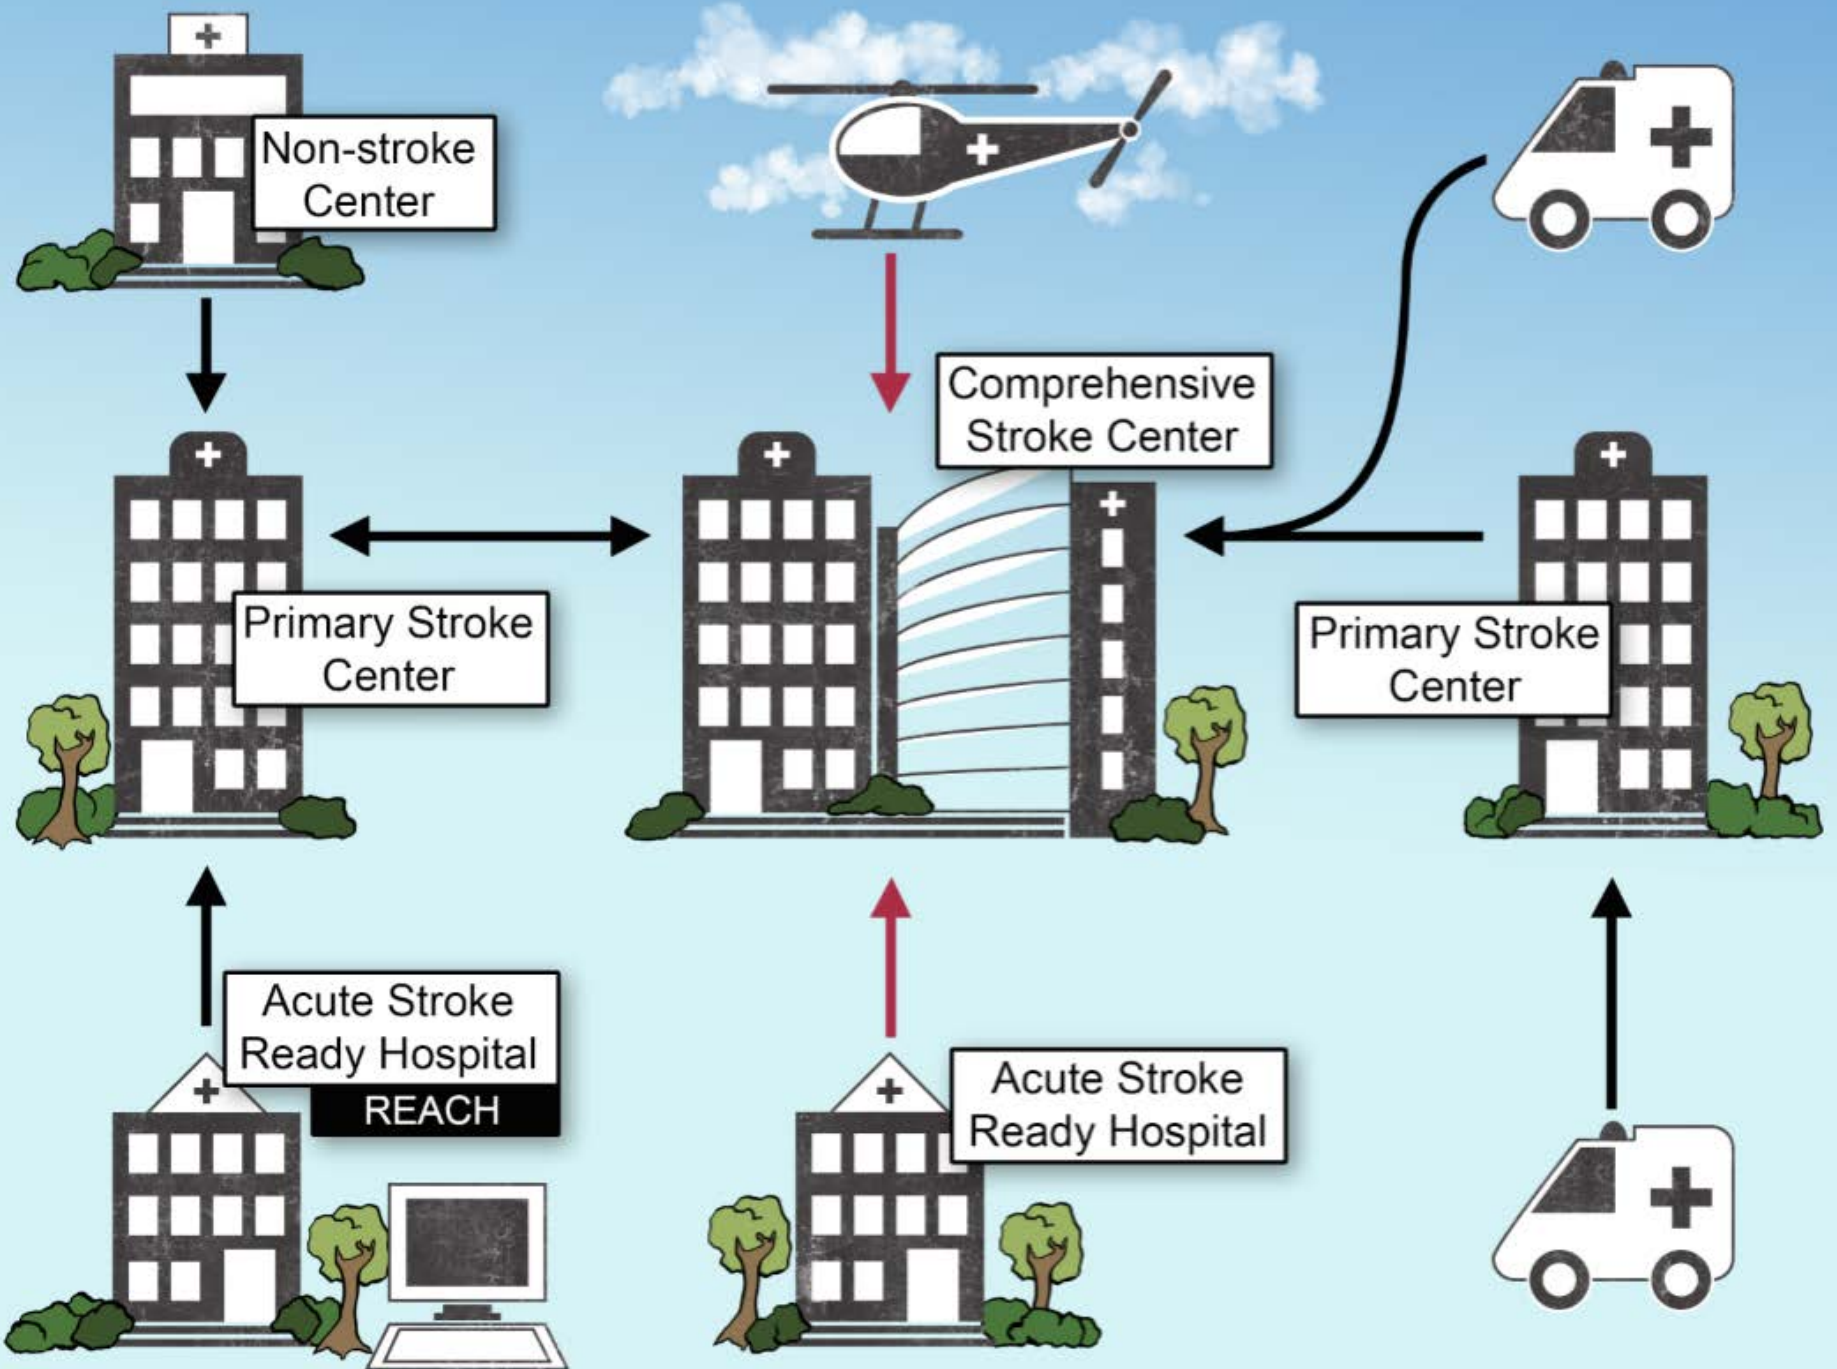 Non-stroke
Center
Comprehensive
Stroke Center
Primary Stroke
Center
Primary Stroke
Center
Acute Stroke
Ready Hospital
REACH
Acute Stroke
Ready Hospital